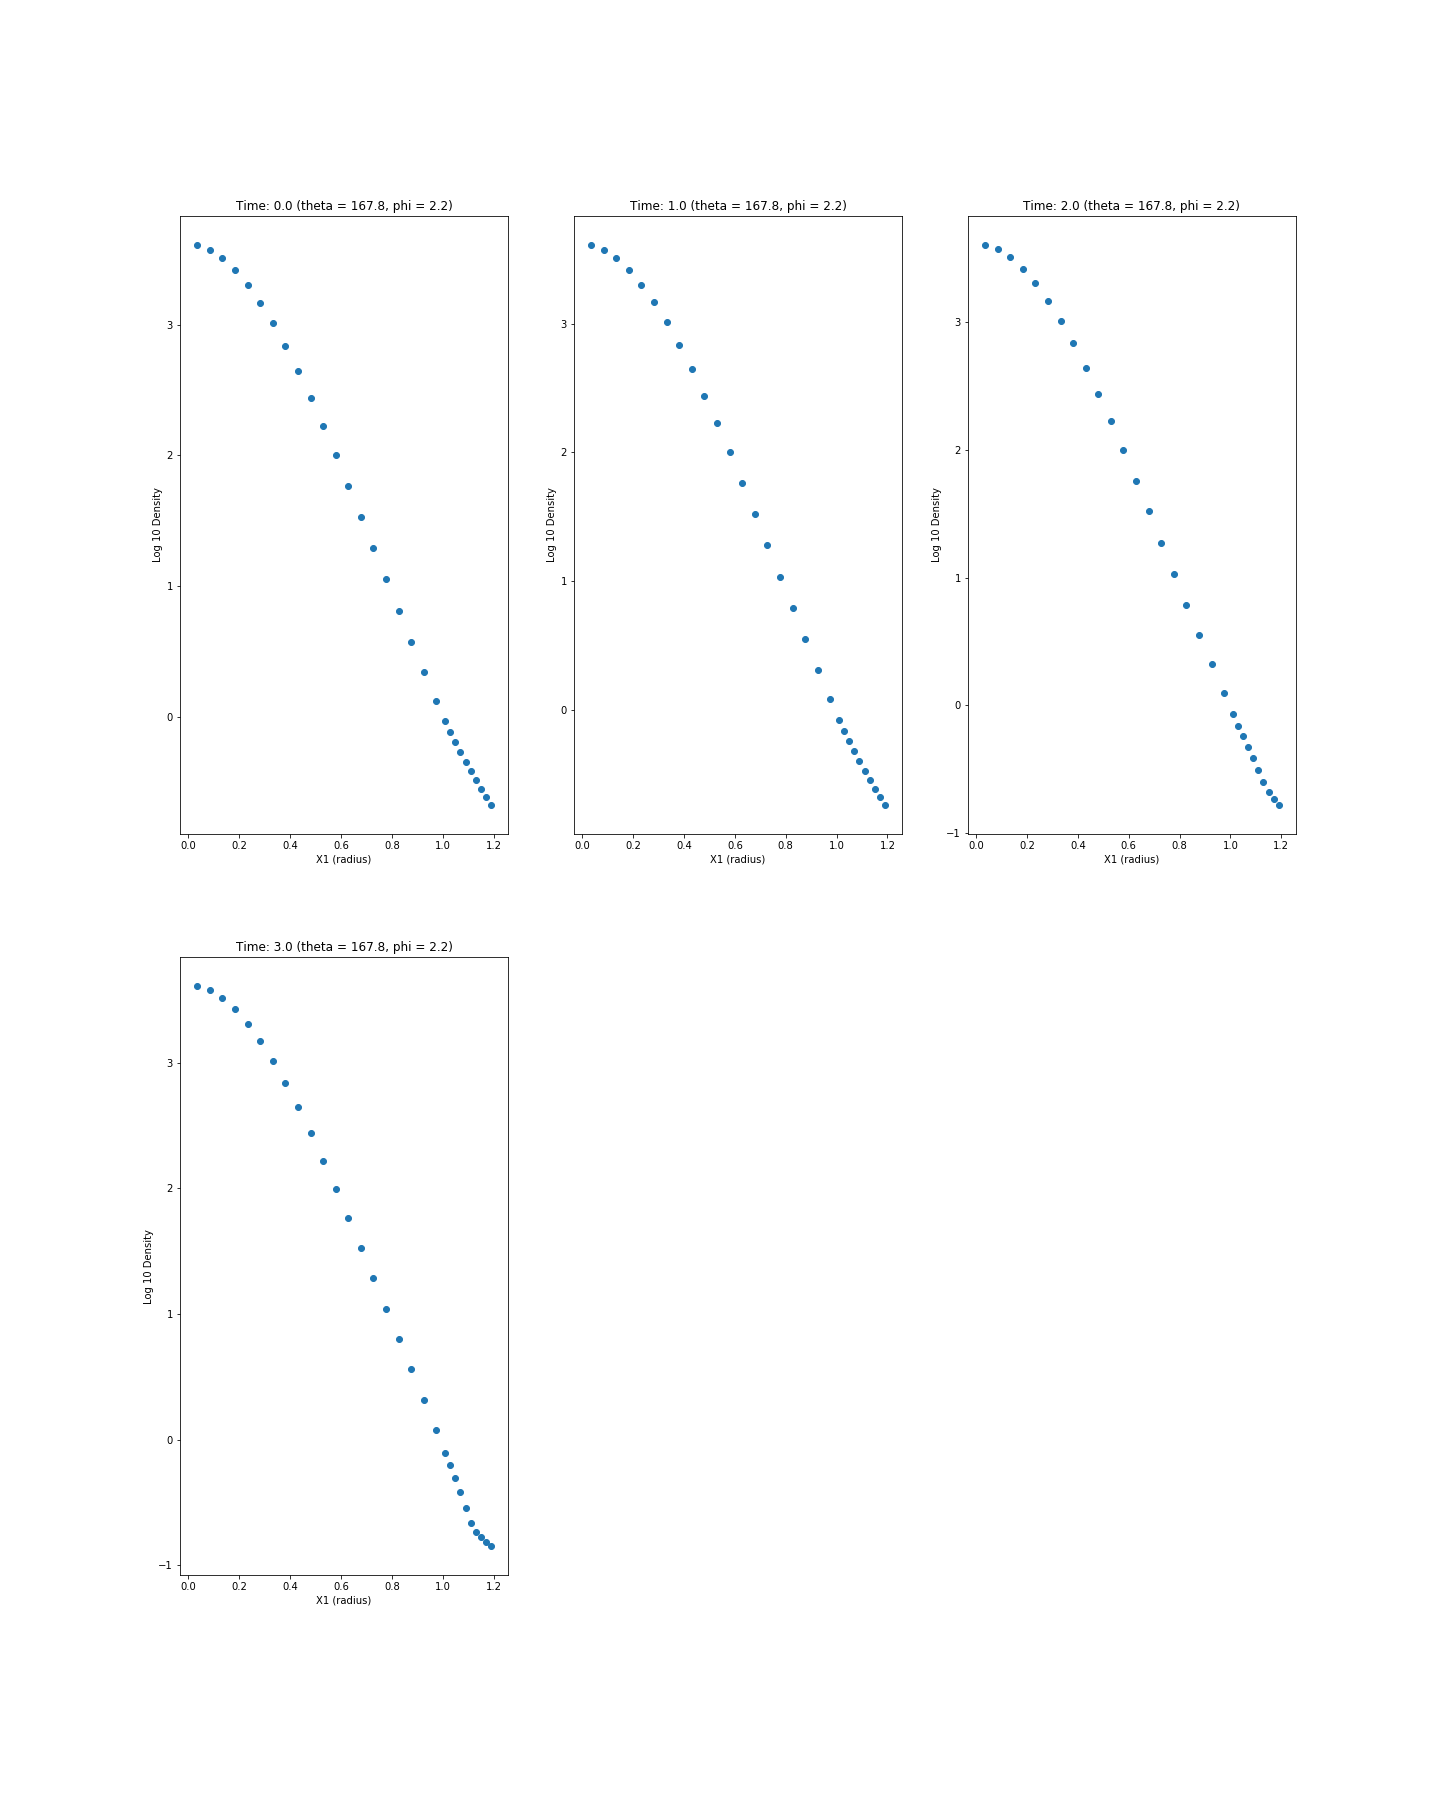 Time: 0.0 (theta = 167.8, phi = 2.2)
Log 10 Density
3
2
1
0
0.0 0.2 0.4 0.6 0.8 1.0 1.2
X1 (radius)
Time: 1.0 (theta = 167.8, phi = 2.2)
Log 10 Density
3
2
1
0
0.0 0.2 0.4 0.6 0.8 1.0 1.2
X1 (radius)
Time: 2.0 (theta = 167.8, phi = 2.2)
Log 10 Density
3
2
1
0
−1
0.0 0.2 0.4 0.6 0.8 1.0 1.2
X1 (radius)
Time: 3.0 (theta = 167.8, phi = 2.2)
Log 10 Density
3
2
1
0
−1
0.0 0.2 0.4 0.6 0.8 1.0 1.2
X1 (radius)